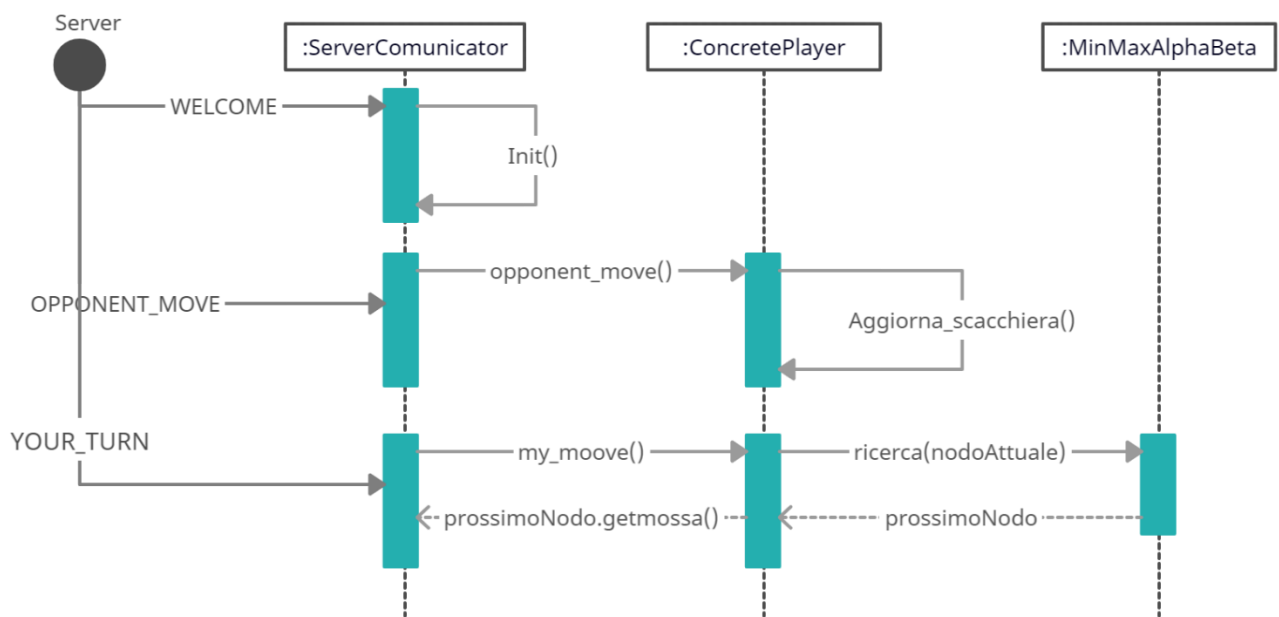 Server
:ServerComunicator
:ConcretePlayer
:MinMaxAlphaBeta
WELCOME
Init()
opponent_move()
OPPONENT_MOVE
Aggiorna_scacchiera()
YOUR_TURN
my_moove()
ricerca(nodoAttuale)
prossimoNodo.getmossa()
prossimoNodo